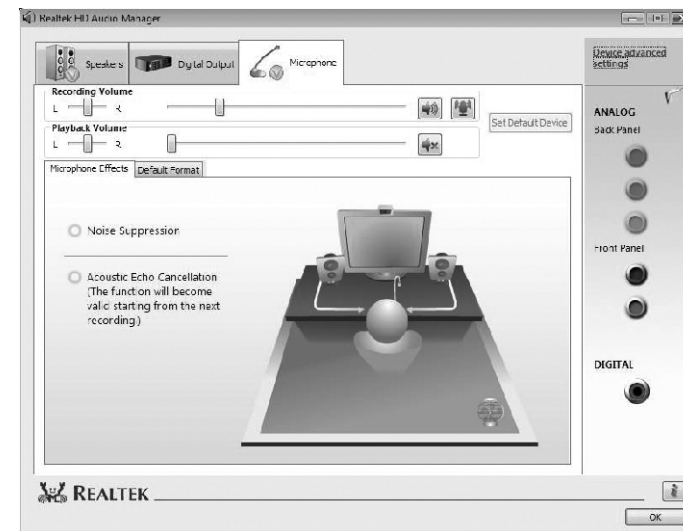 Realtek HD Audio Manager
Speakers
Digital Output
Microphone
Device advanced
settings
Recording Volume
L
R
Set Default Device
Playback Volume
L
R
Microphone Effects
Default Format
Noise Suppression
Acoustic Echo Cancellation
(The function will become
valid starting from the next
recording.)
ANALOG
Back Panel
Front Panel
DIGITAL
REALTEK
i
OK